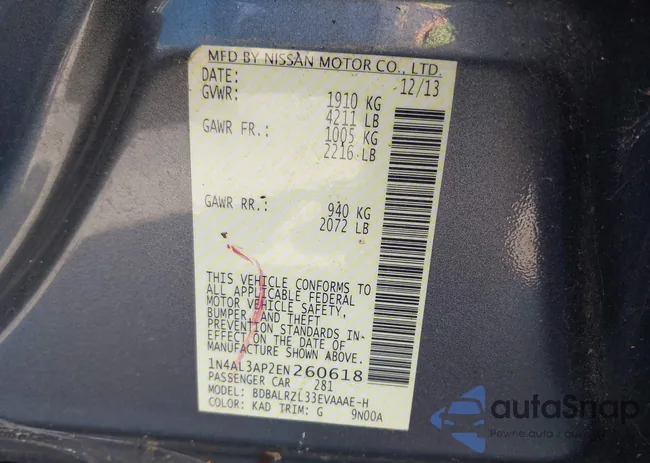 MFD BY NISSAN MOTOR CO., LTD.
DATE: 12/13
GVWR: 1910 KG
4211 LB
GAWR FR.: 1005 KG
2216 LB
GAWR RR.: 940 KG
2072 LB
THIS VEHICLE CONFORMS TO
ALL APPLICABLE FEDERAL
MOTOR VEHICLE SAFETY,
BUMPER, AND THEFT
PREVENTION STANDARDS IN
EFFECT ON THE DATE OF
MANUFACTURE SHOWN ABOVE.
1N4AL3AP2EN260618
PASSENGER CAR 281
MODEL: BDBALRZL33EVAAAE-H
COLOR: KAD TRIM: G 9N00A
autoSnap
Pewne auto w